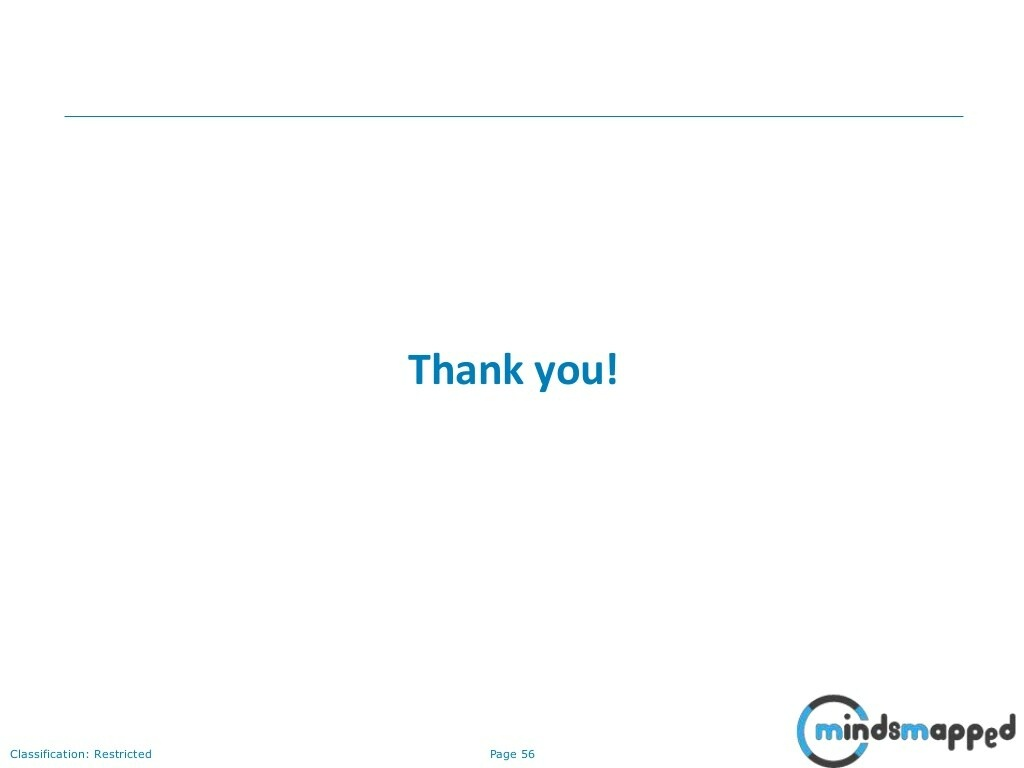 Thank you!
Classification: Restricted
Page 56
mindsmapped